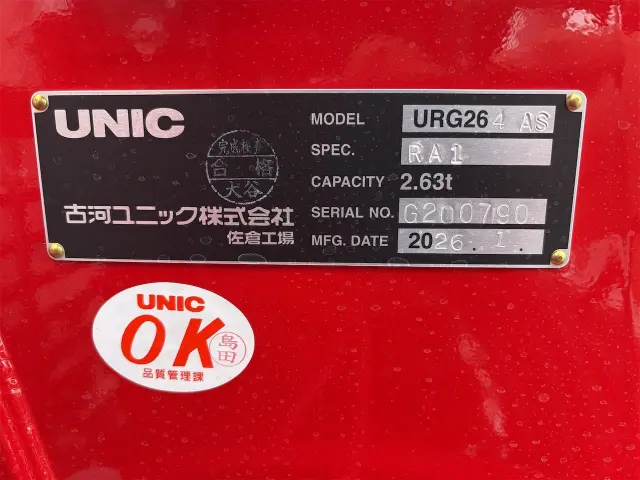 UNIC
完成検査
合格
大谷
古河ユニック株式会社
佐倉工場
MODEL URG264 AS
SPEC. RA1
CAPACITY 2.63t
SERIAL NO. G200790
MFG. DATE 2026.1.
UNIC
OK
島田
品質管理課